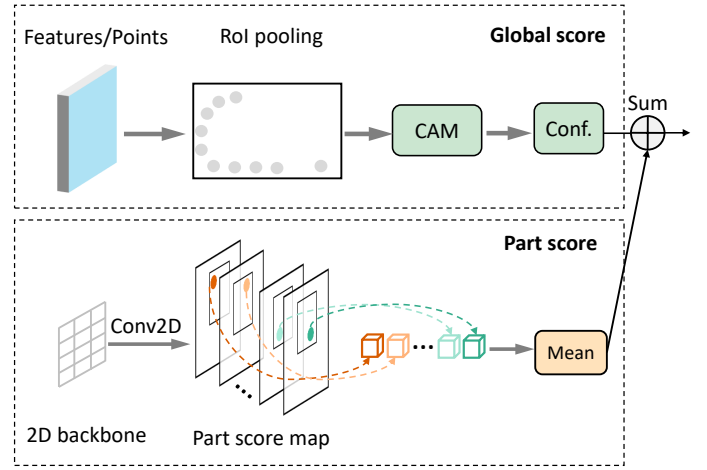 Features/Points
RoI pooling
Global score
CAM
Conf.
Sum
Part score
Conv2D
Mean
2D backbone
Part score map